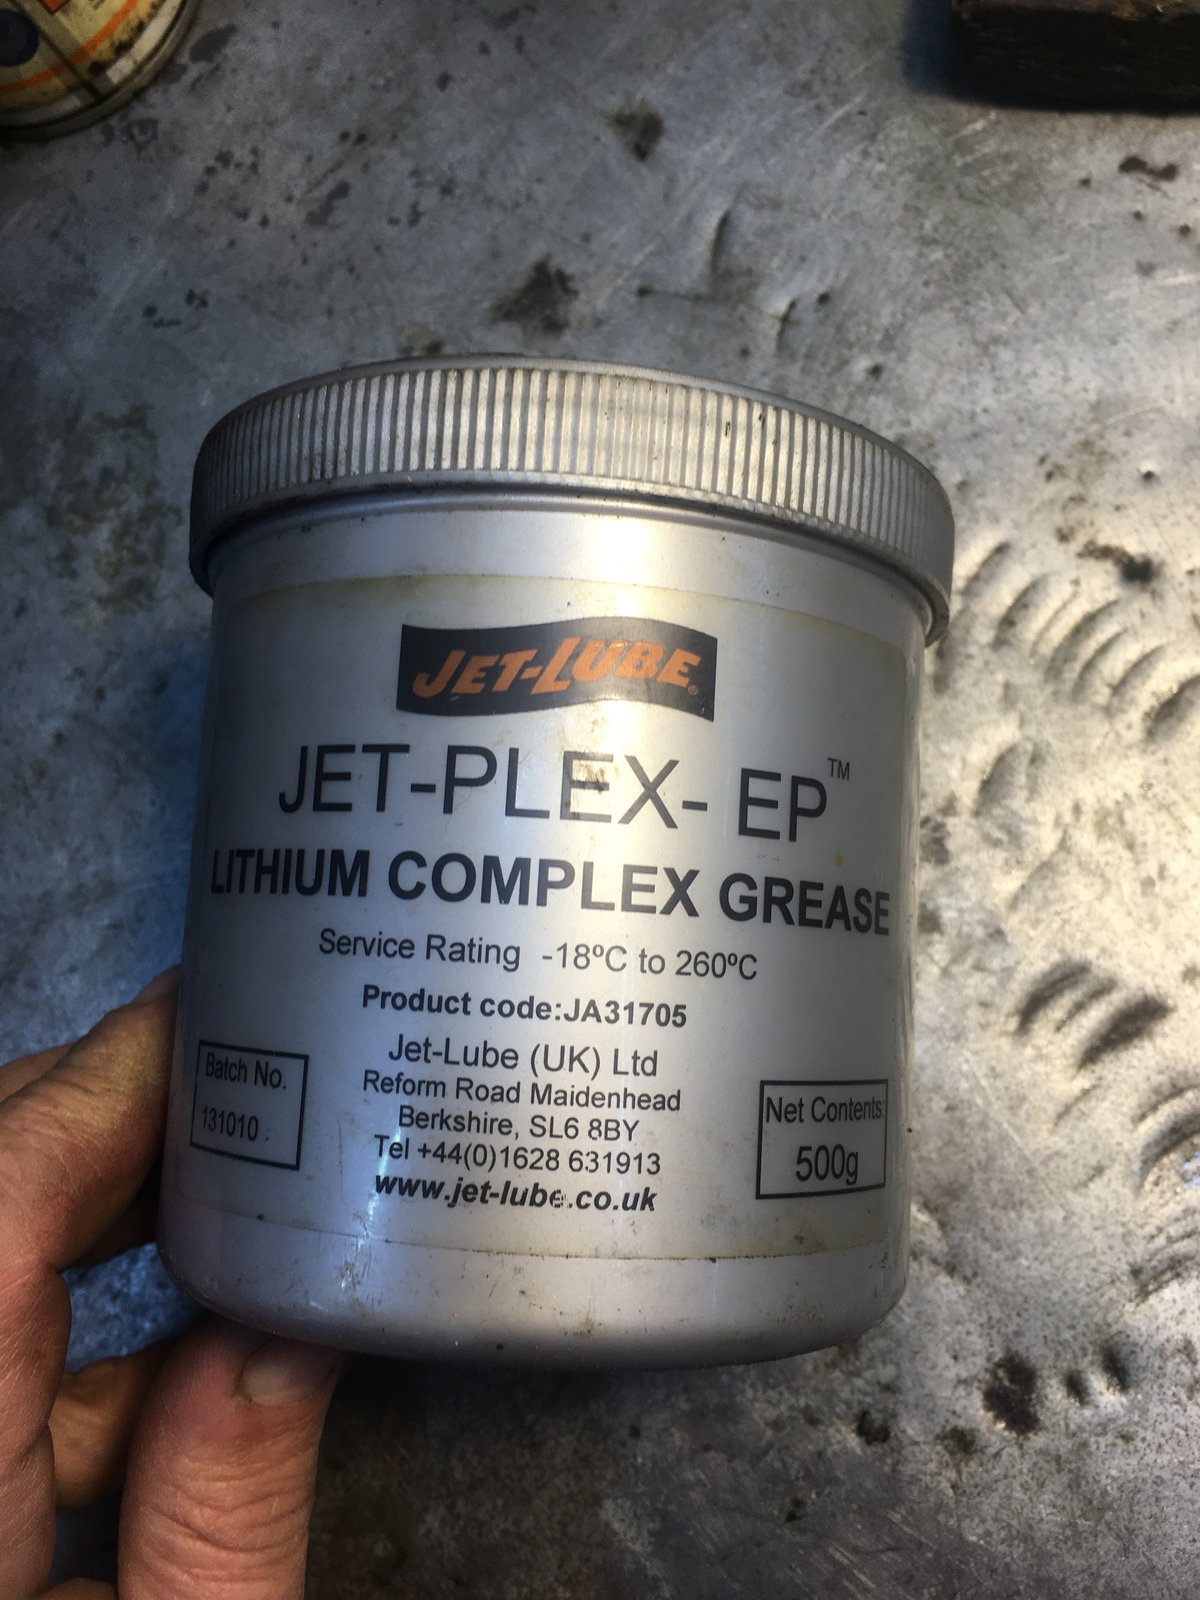 JET-LUBE®
JET-PLEX- EP™
LITHIUM COMPLEX GREASE
Service Rating -18ºC to 260ºC
Product code:JA31705
Jet-Lube (UK) Ltd
Reform Road Maidenhead
Berkshire, SL6 8BY
Tel +44(0)1628 631913
www.jet-lube.co.uk
Batch No.
131010
Net Contents:
500g